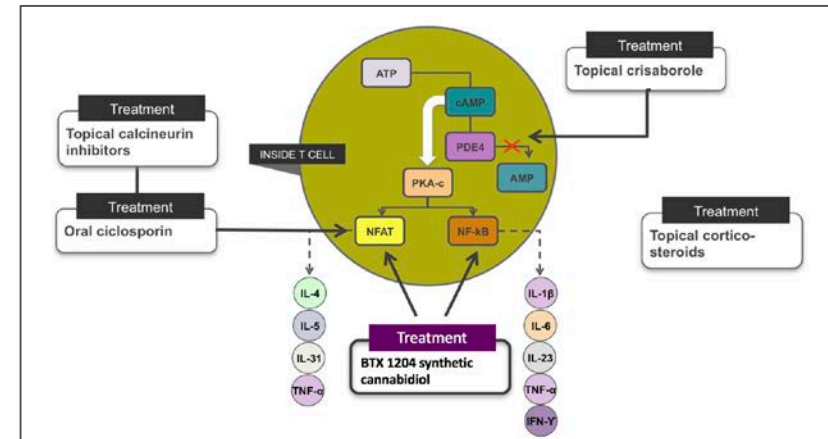 Treatment
Topical crisaborole
ATP
cAMP
Treatment
Topical calcineurin
inhibitors
PDE4
INSIDE T CELL
AMP
PKA-c
Treatment
Oral ciclosporin
Treatment
Topical cortico-
steroids
NFAT
NF-kB
IL-4
IL-5
IL-31
TNF-α
Treatment
BTX 1204 synthetic
cannabidiol
IL-1β
IL-6
IL-23
TNF-α
IFN-ϒ